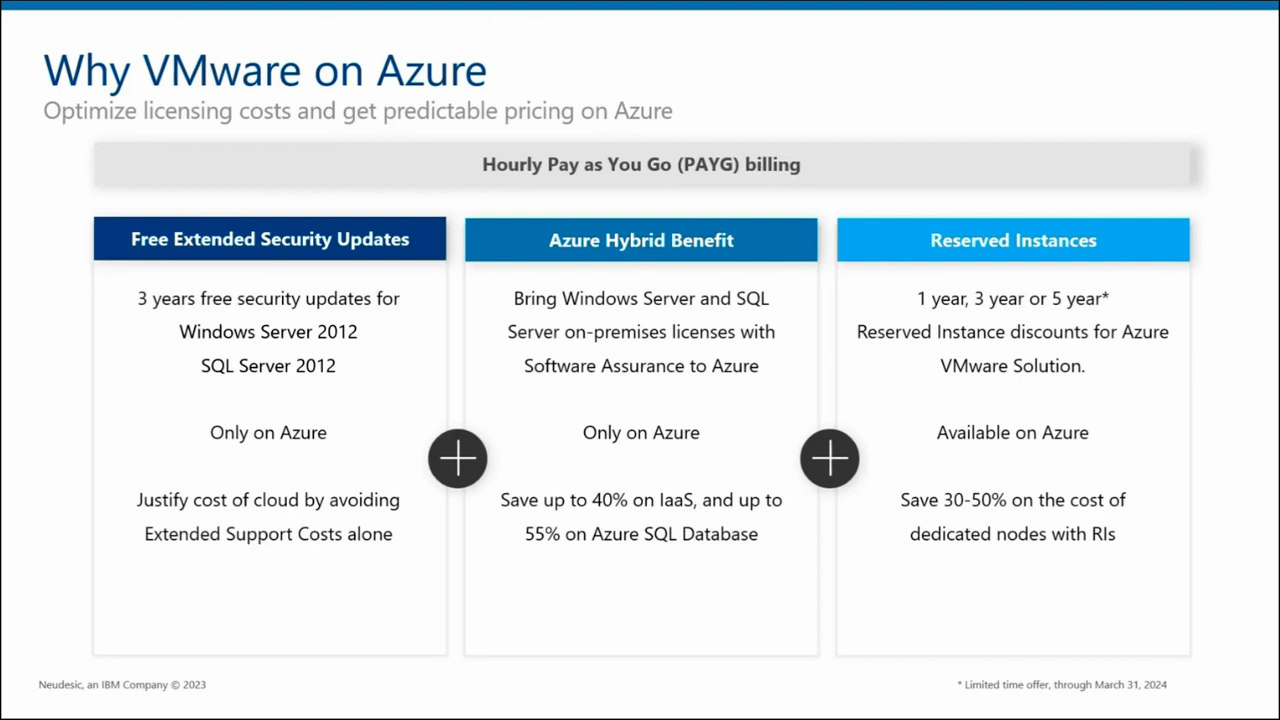 Why VMware on Azure
Optimize licensing costs and get predictable pricing on Azure
Hourly Pay as You Go (PAYG) billing
Free Extended Security Updates
3 years free security updates for
Windows Server 2012
SQL Server 2012
Only on Azure
Justify cost of cloud by avoiding
Extended Support Costs alone
Azure Hybrid Benefit
Bring Windows Server and SQL
Server on-premises licenses with
Software Assurance to Azure
Only on Azure
Save up to 40% on IaaS, and up to
55% on Azure SQL Database
Reserved Instances
1 year, 3 year or 5 year*
Reserved Instance discounts for Azure
VMware Solution.
Available on Azure
Save 30-50% on the cost of
dedicated nodes with RIs
Neudesic, an IBM Company © 2023
* Limited time offer, through March 31, 2024